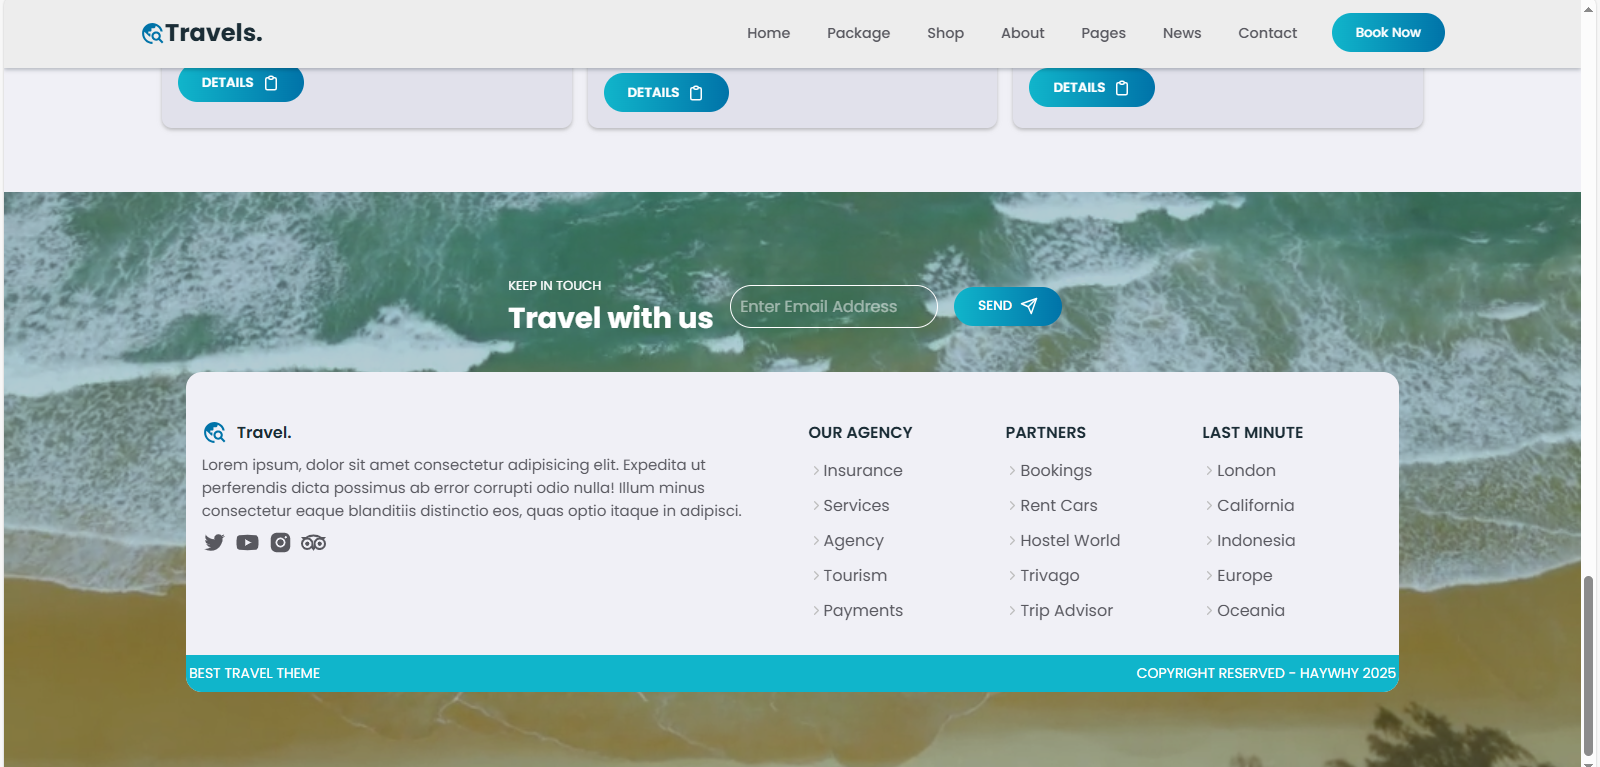 Travels.
Home Package Shop About Pages News Contact Book Now
DETAILS
DETAILS
DETAILS
KEEP IN TOUCH
Travel with us
Enter Email Address
SEND
Travel.
Lorem ipsum, dolor sit amet consectetur adipisicing elit. Expedita ut
perferendis dicta possimus ab error corrupti odio nulla! Illum minus
consectetur eaque blanditiis distinctio eos, quas optio itaque in adipisci.
OUR AGENCY
Insurance
Services
Agency
Tourism
Payments
PARTNERS
Bookings
Rent Cars
Hostel World
Trivago
Trip Advisor
LAST MINUTE
London
California
Indonesia
Europe
Oceania
BEST TRAVEL THEME
COPYRIGHT RESERVED - HAYWHY 2025